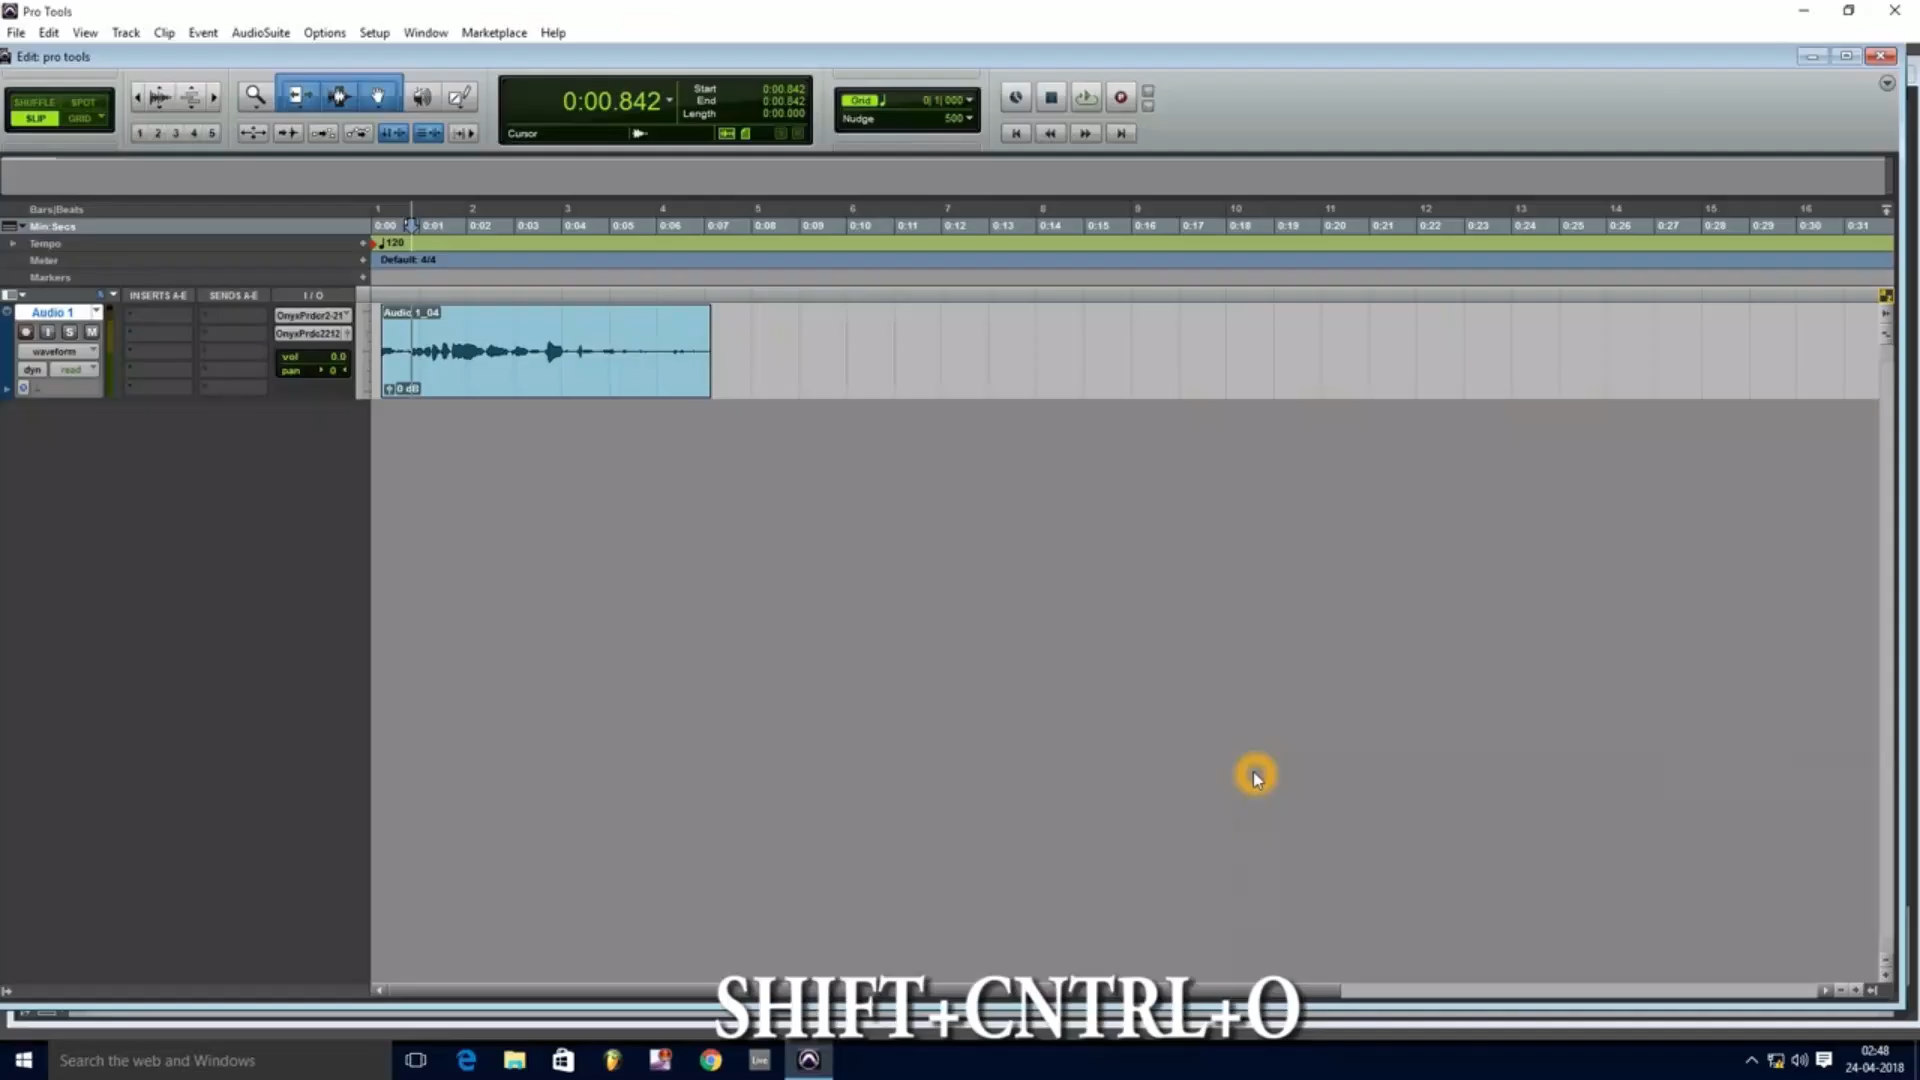 Pro Tools
File Edit View Track Clip Event AudioSuite Options Setup Window Marketplace Help
Edit: pro tools
SHUFFLE SPOT
SLIP GRID
1 2 3 4 5
0:00.842
Start 0:00.842
End 0:00.842
Length 0:00.000
Cursor
Grid 0| 1| 000
Nudge 500
Bars|Beats 1 2 3 4 5 6 7 8 9 10 11 12 13 14 15 16
Min:Secs 0:00 0:01 0:02 0:03 0:04 0:05 0:06 0:07 0:08 0:09 0:10 0:11 0:12 0:13 0:14 0:15 0:16 0:17 0:18 0:19 0:20 0:21 0:22 0:23 0:24 0:25 0:26 0:27 0:28 0:29 0:30 0:31
Tempo 120
Meter Default: 4/4
Markers
INSERTS A-E SENDS A-E I / O
Audio 1 OnyxPrdcr2-21
I S M OnyxPrdc2212
waveform vol 0.0
dyn read pan 0
Audio 1_04
0 dB
SHIFT+CNTRL+O
Search the web and Windows
Live
02:48
24-04-2018